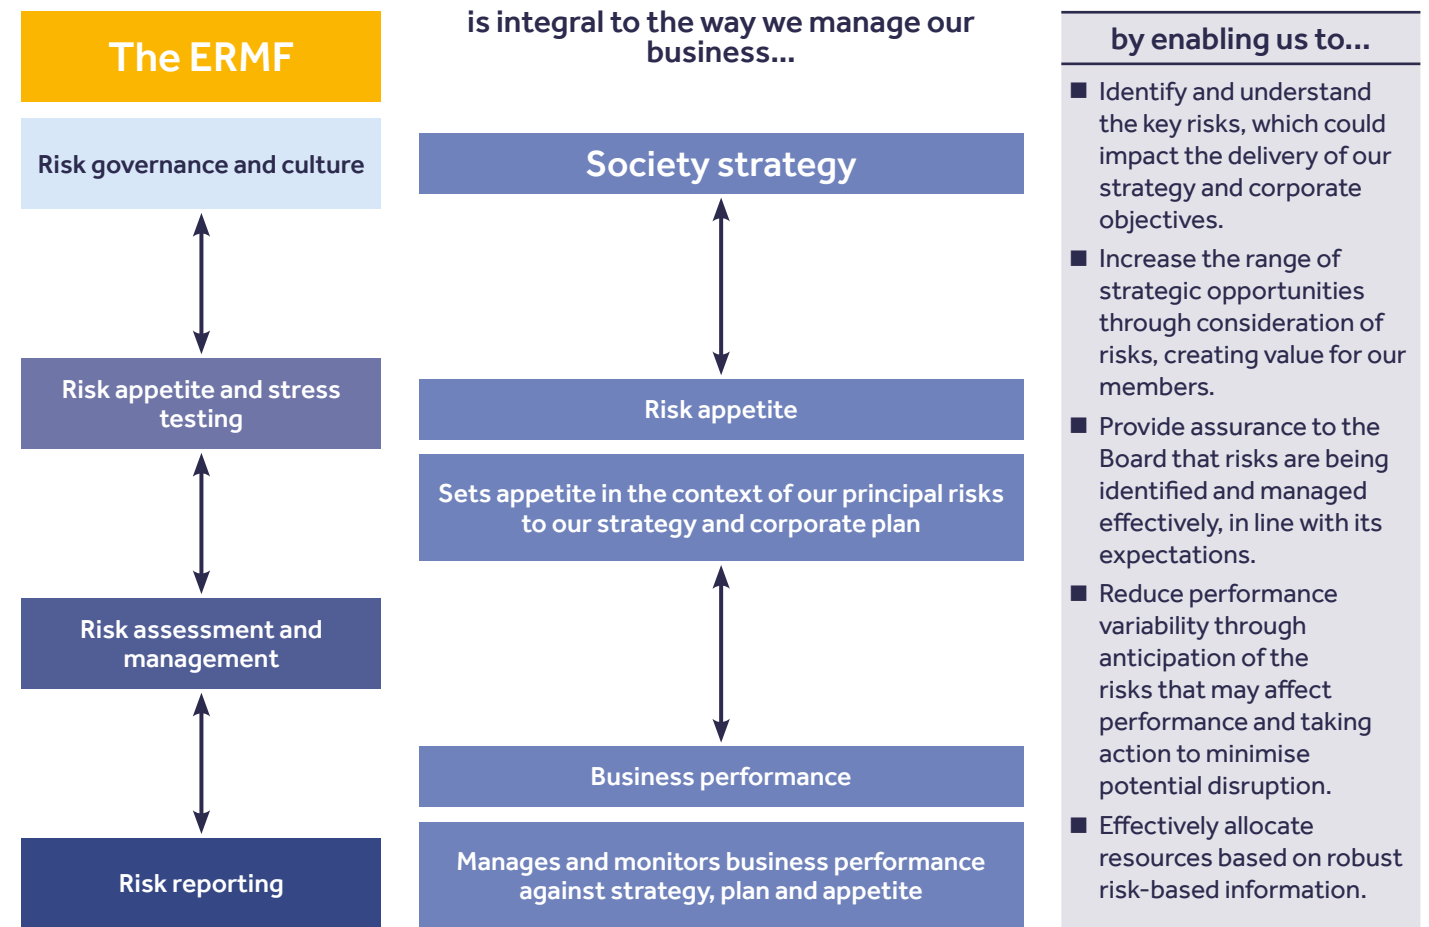 The ERMF
Risk governance and culture
Risk appetite and stress
testing
Risk assessment and
management
Risk reporting
is integral to the way we manage our
business...
Society strategy
Risk appetite
Sets appetite in the context of our principal risks
to our strategy and corporate plan
Business performance
Manages and monitors business performance
against strategy, plan and appetite
by enabling us to...
■ Identify and understand
the key risks, which could
impact the delivery of our
strategy and corporate
objectives.
■ Increase the range of
strategic opportunities
through consideration of
risks, creating value for our
members.
■ Provide assurance to the
Board that risks are being
identified and managed
effectively, in line with its
expectations.
■ Reduce performance
variability through
anticipation of the
risks that may affect
performance and taking
action to minimise
potential disruption.
■ Effectively allocate
resources based on robust
risk-based information.